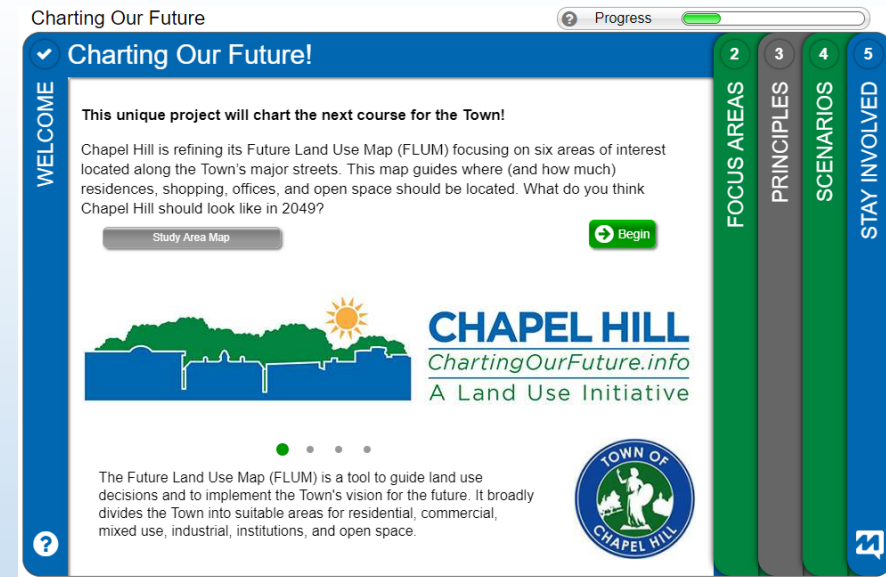 Charting Our Future
? Progress
WELCOME
Charting Our Future!
This unique project will chart the next course for the Town!
Chapel Hill is refining its Future Land Use Map (FLUM) focusing on six areas of interest
located along the Town's major streets. This map guides where (and how much)
residences, shopping, offices, and open space should be located. What do you think
Chapel Hill should look like in 2049?
Study Area Map
Begin
CHAPEL HILL
ChartingOurFuture.info
A Land Use Initiative
The Future Land Use Map (FLUM) is a tool to guide land use
decisions and to implement the Town's vision for the future. It broadly
divides the Town into suitable areas for residential, commercial,
mixed use, industrial, institutions, and open space.
TOWN OF
CHAPEL HILL
?
2
FOCUS AREAS
3
PRINCIPLES
4
SCENARIOS
5
STAY INVOLVED